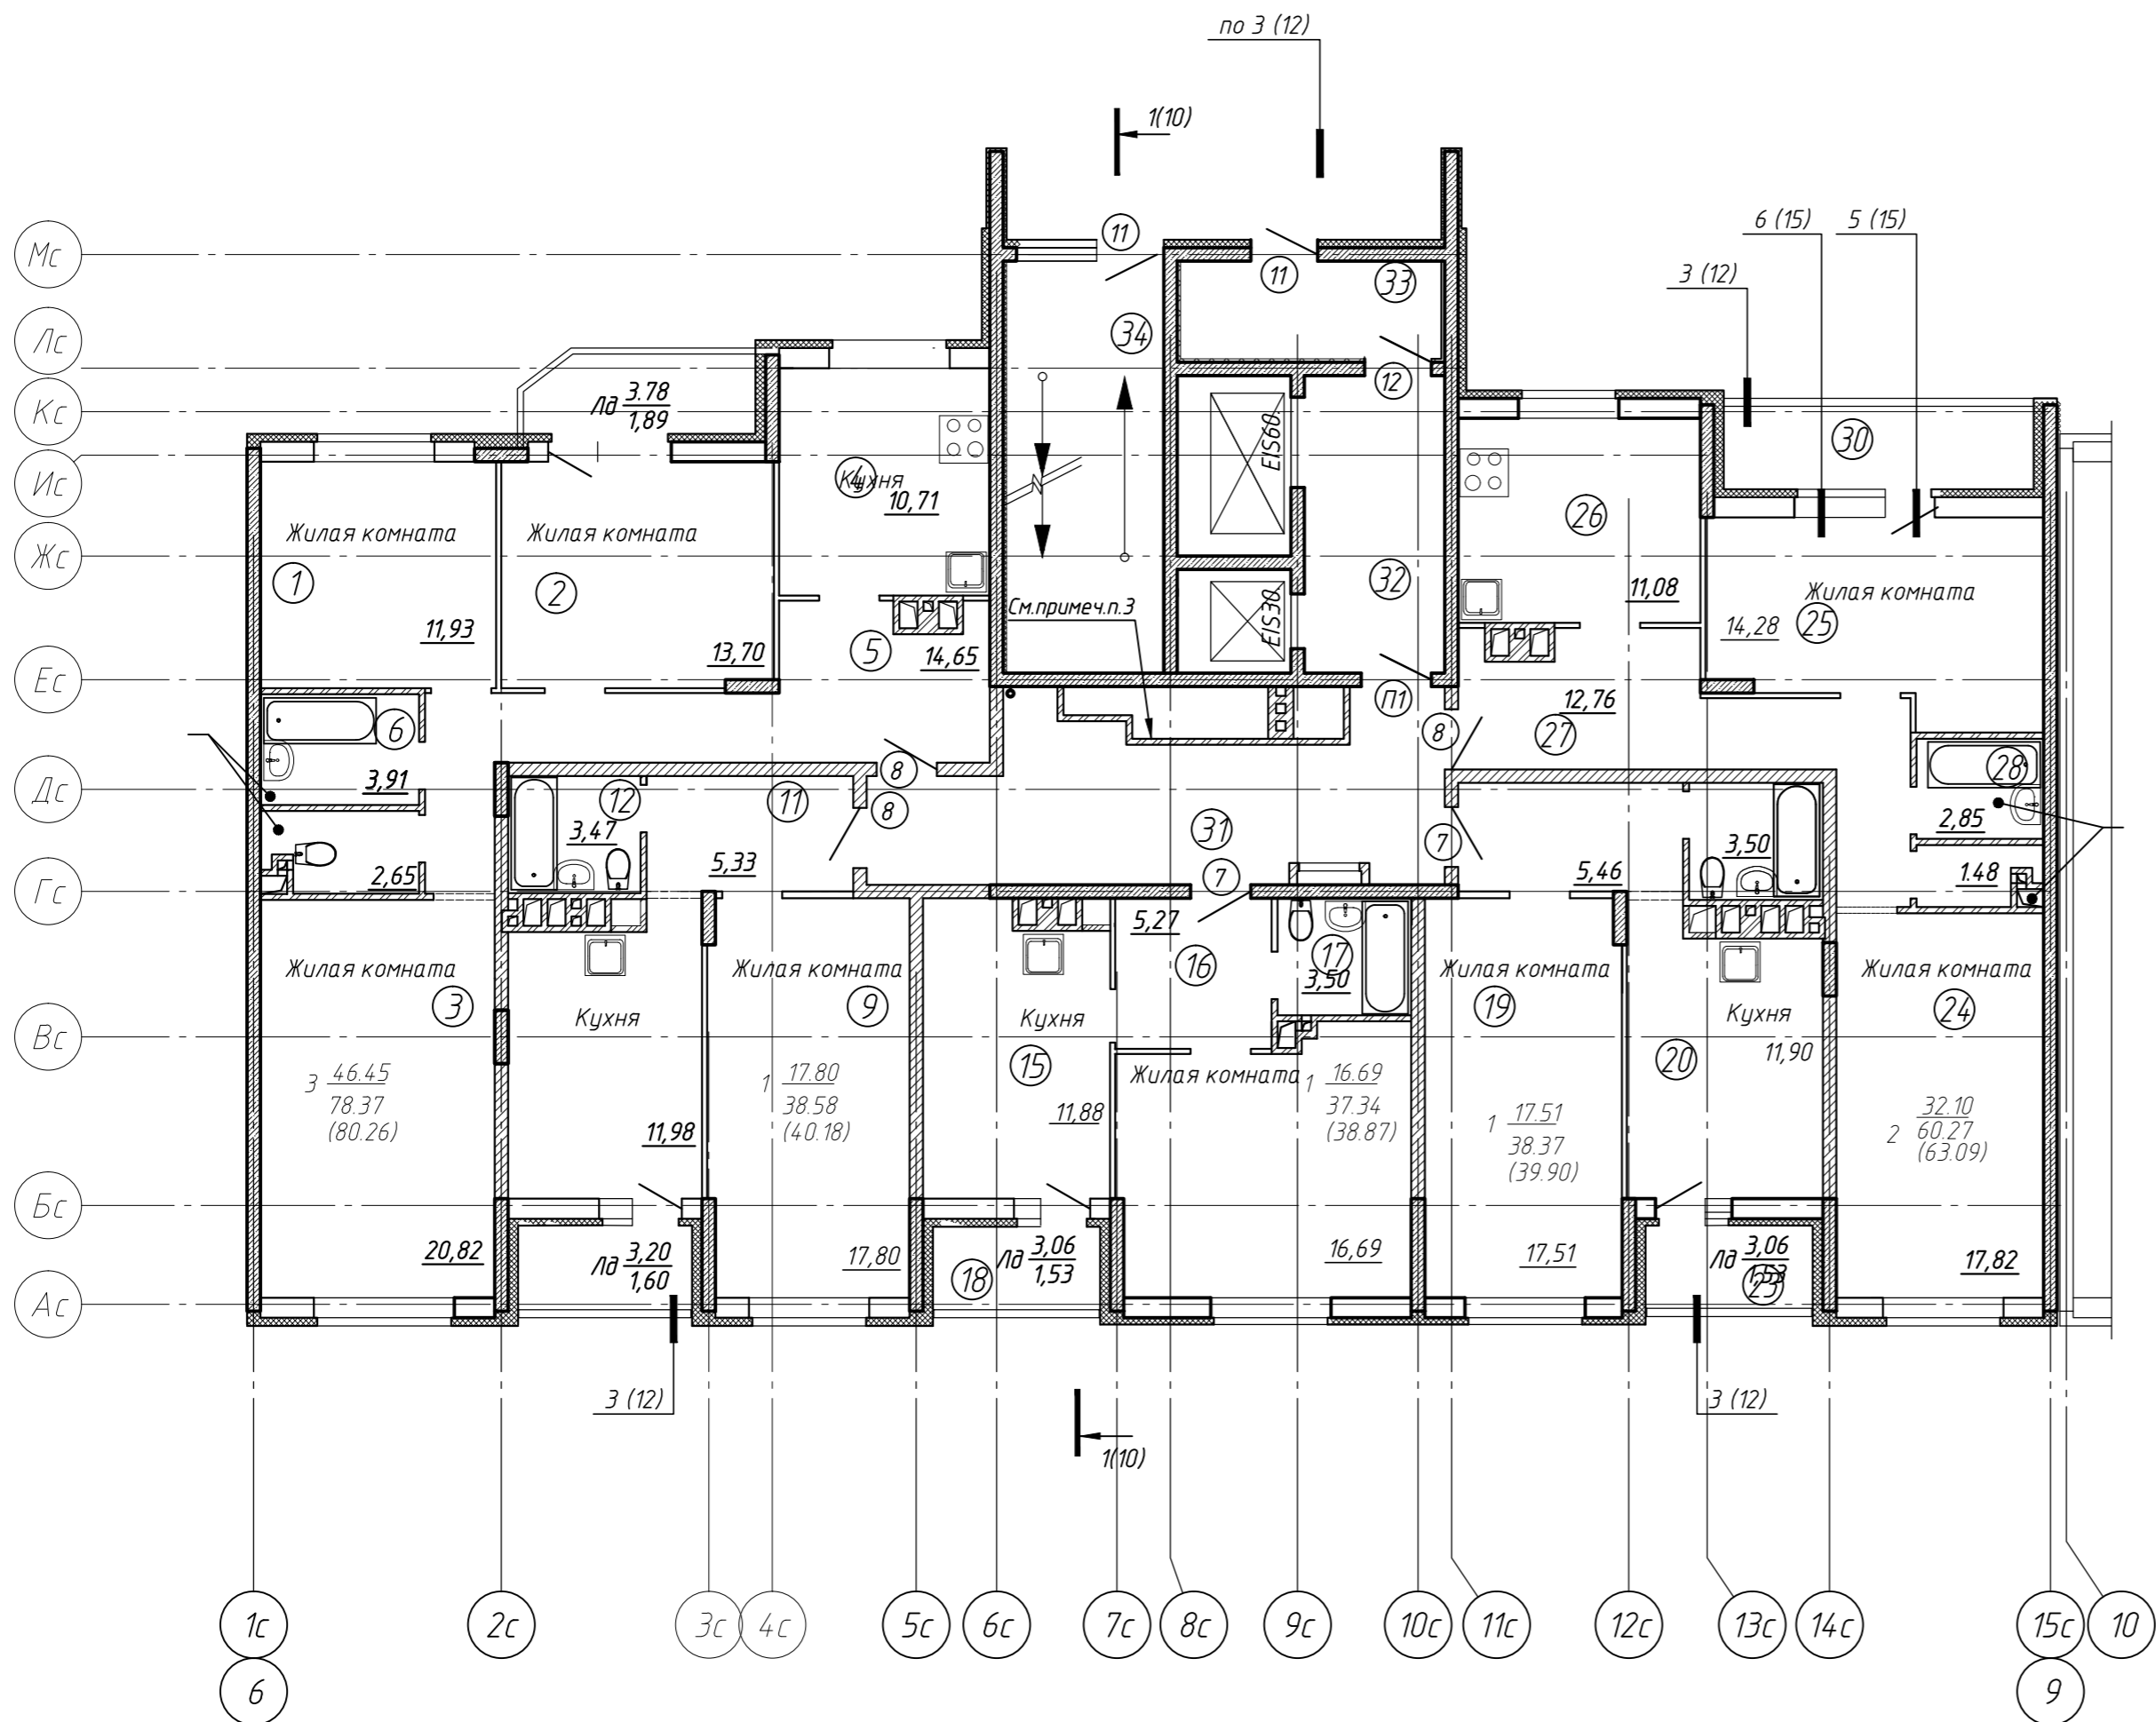 по 3 (12)
1(10)
6 (15)
5 (15)
3 (12)
Мс
11
11
33
Лс
34
Кс
Лд 3.78
1,89
12
EIS60.
30
Ис
4
Кухня
10,71
26
Жилая комната
Жилая комната
Жс
1
2
32
11,08
Жилая комната
См.примеч.п.3
EIS30.
11,93
13,70
5
14,65
14,28
25
Ес
П1
12,76
6
8
27
8
28
Дс
3,91
12
11
8
3,47
31
7
2,85
3,50
5,33
2,65
7
5,46
1.48
Гс
5,27
16
17
3,50
Жилая комната
Жилая комната
Жилая комната
Жилая комната
3
9
19
24
Кухня
Кухня
Кухня
Вс
15
20
11,90
Жилая комната
3 46.45
78.37
(80.26)
1 17.80
38.58
(40.18)
1 16.69
37.34
(38.87)
1 17.51
38.37
(39.90)
2 32.10
60.27
(63.09)
11,98
11,88
Бс
20,82
Лд 3,20
1,60
17,80
18
Лд 3,06
1,53
16,69
17,51
Лд 3,06
1,53
23
17,82
Ас
3 (12)
3 (12)
1(10)
1с
2с
3с
4с
5с
6с
7с
8с
9с
10с
11с
12с
13с
14с
15с
10
6
9